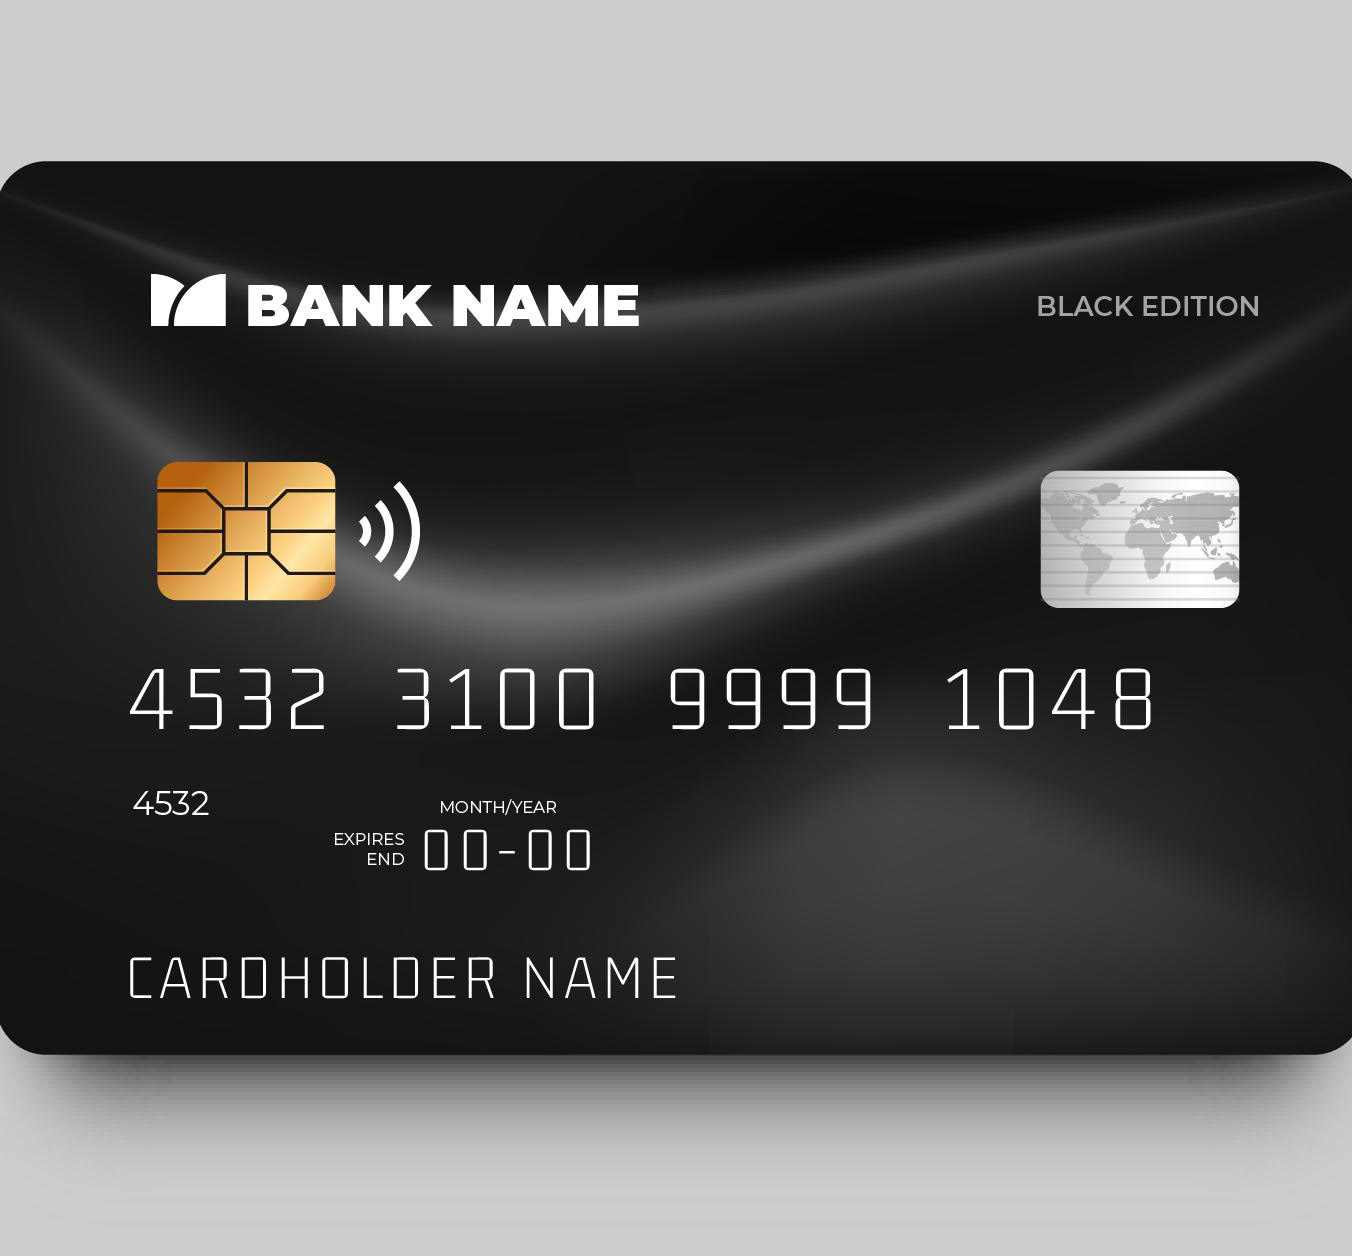 BANK NAME
BLACK EDITION
4532 3100 9999 1048
4532
MONTH/YEAR
EXPIRES
END
00-00
CARDHOLDER NAME